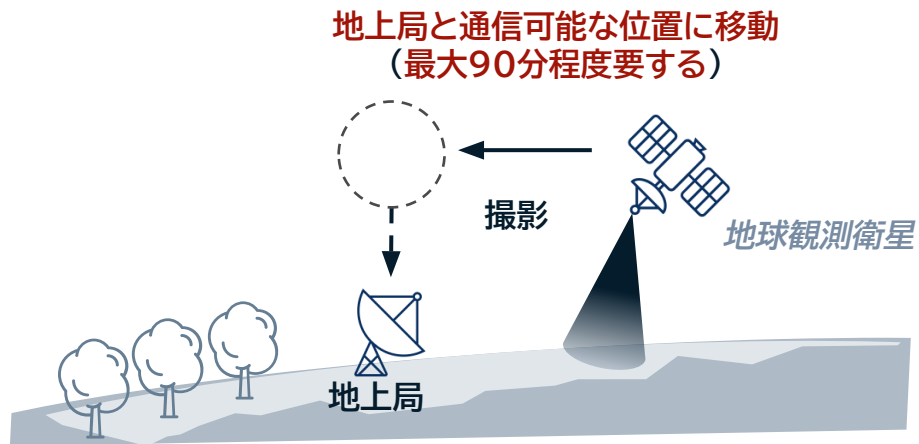 地上局と通信可能な位置に移動
（最大90分程度要する）
撮影
地球観測衛星
地上局